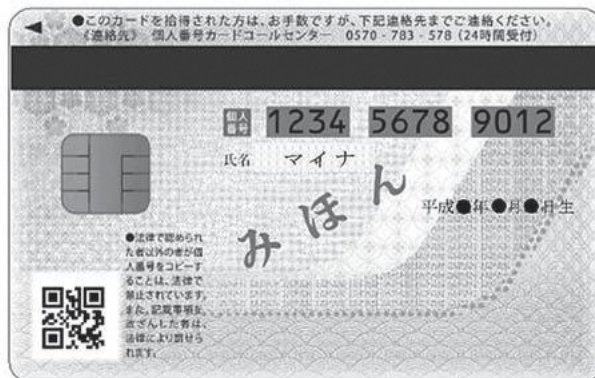 ●このカードを拾得された方は、お手数ですが、下記連絡先までご連絡ください。
《連絡先》 個人番号カードコールセンター 0570-783-578(24時間受付)
個人
番号
1234 5678 9012
氏名 マイナ
平成●年●月●日生
みほん
●法律で認められ
た者以外の者が個
人番号をコピーす
ることは、法律で
禁止されています。
また、記載事項を
改ざんした者は、
法律により罰せら
れます。